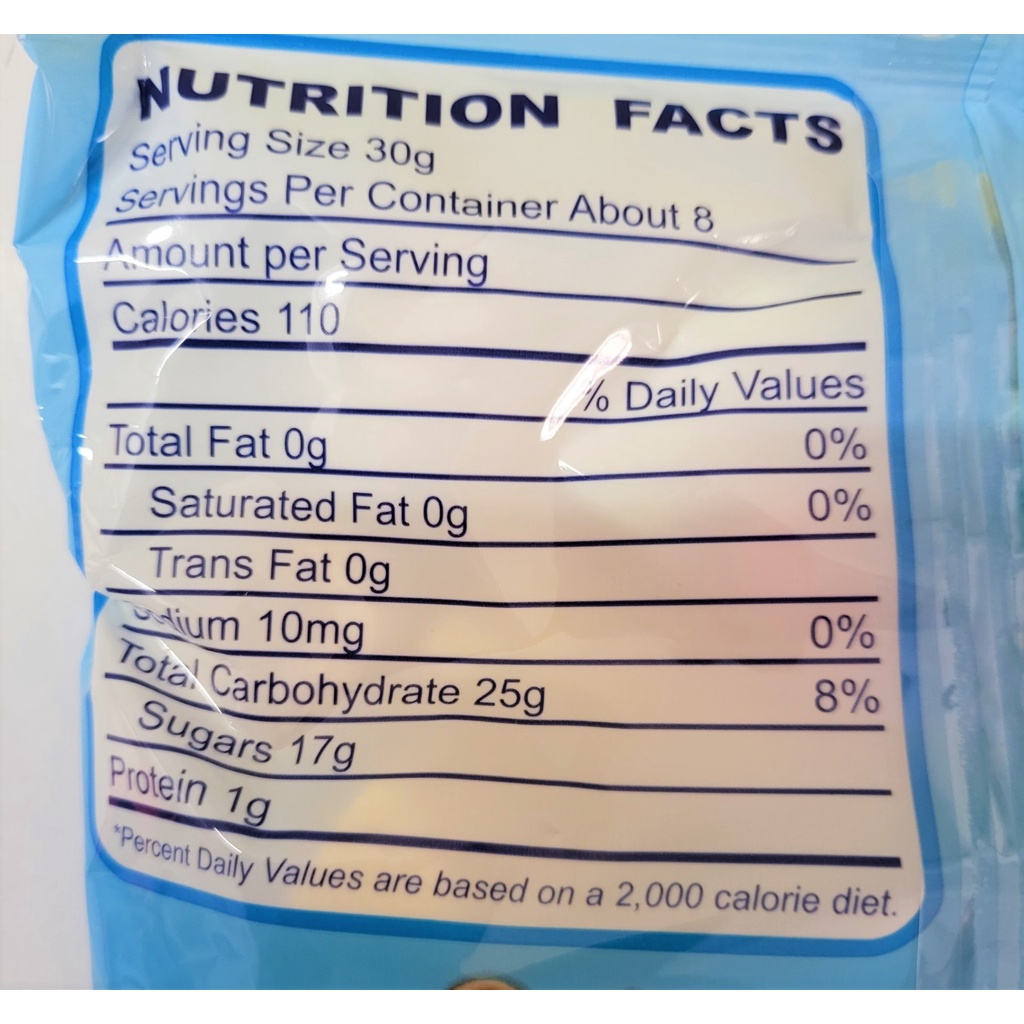 NUTRITION FACTS
Serving Size 30g
Servings Per Container About 8
Amount per Serving
Calories 110
% Daily Values
Total Fat 0g 0%
Saturated Fat 0g 0%
Trans Fat 0g
Sodium 10mg 0%
Total Carbohydrate 25g 8%
Sugars 17g
Protein 1g
*Percent Daily Values are based on a 2,000 calorie diet.